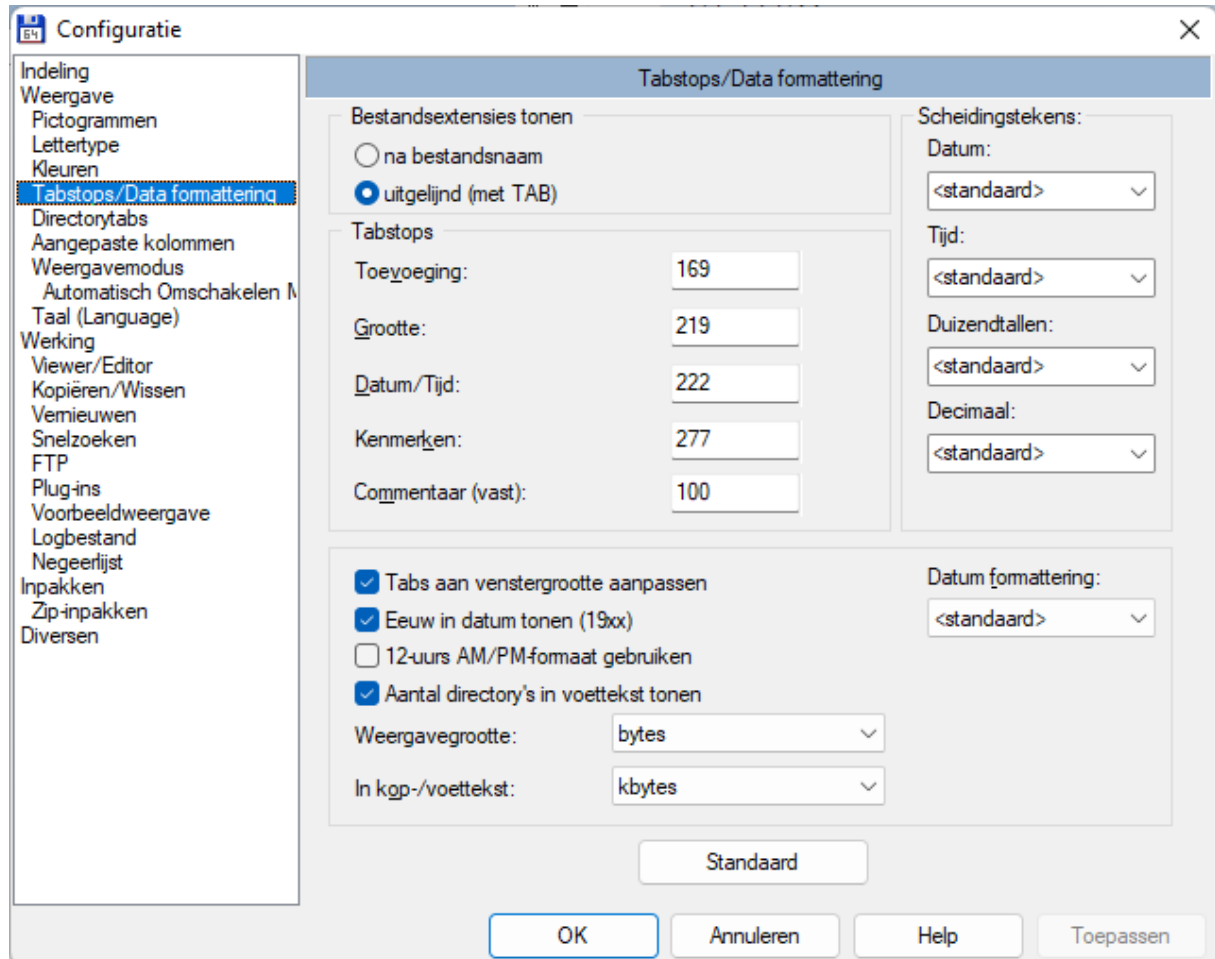 64
Configuratie
Indeling
Weergave
Pictogrammen
Lettertype
Kleuren
Tabstops/Data formattering
Directorytabs
Aangepaste kolommen
Weergavemodus
Automatisch Omschakelen M
Taal (Language)
Werking
Viewer/Editor
Kopiëren/Wissen
Vernieuwen
Snelzoeken
FTP
Plug-ins
Voorbeeldweergave
Logbestand
Negeerlijst
Inpakken
Zip-inpakken
Diversen
Tabstops/Data formattering
Bestandsextensies tonen
na bestandsnaam
uitgelijnd (met TAB)
Tabstops
Toevoeging: 169
Grootte: 219
Datum/Tijd: 222
Kenmerken: 277
Commentaar (vast): 100
Scheidingstekens:
Datum:
<standaard>
Tijd:
<standaard>
Duizendtallen:
<standaard>
Decimaal:
<standaard>
Tabs aan venstergrootte aanpassen
Eeuw in datum tonen (19xx)
12-uurs AM/PM-formaat gebruiken
Aantal directory's in voettekst tonen
Weergavegrootte: bytes
In kop-/voettekst: kbytes
Datum formattering:
<standaard>
Standaard
OK Annuleren Help Toepassen